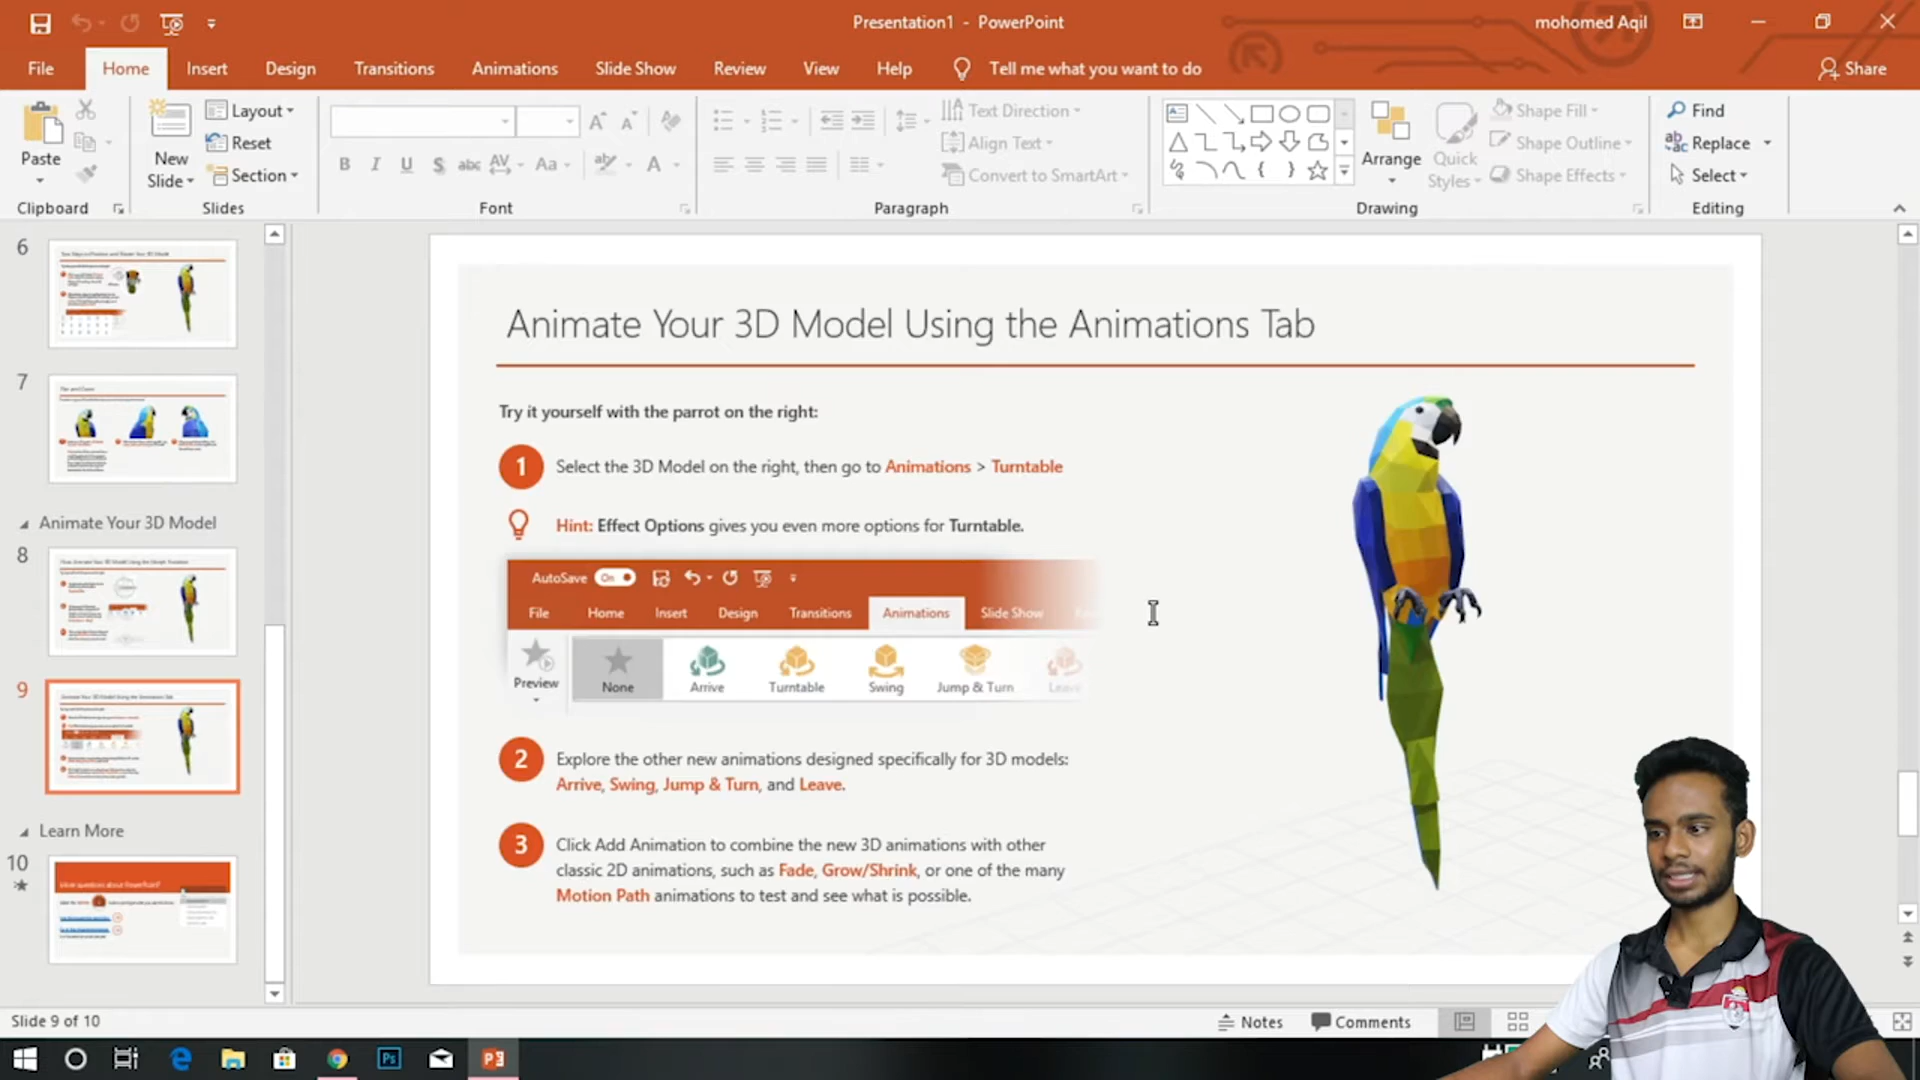 Presentation1 - PowerPoint
mohomed Aqil
File Home Insert Design Transitions Animations Slide Show Review View Help Tell me what you want to do Share
Paste
New Slide
Layout
Reset
Section
Text Direction
Align Text
Convert to SmartArt
Arrange
Quick Styles
Shape Fill
Shape Outline
Shape Effects
Find
Replace
Select
Clipboard Slides Font Paragraph Drawing Editing
6
7
Animate Your 3D Model
8
9
Learn More
10
Animate Your 3D Model Using the Animations Tab
Try it yourself with the parrot on the right:
1 Select the 3D Model on the right, then go to Animations > Turntable
Hint: Effect Options gives you even more options for Turntable.
AutoSave On
File Home Insert Design Transitions Animations Slide Show
Preview None Arrive Turntable Swing Jump & Turn Leave
2 Explore the other new animations designed specifically for 3D models:
Arrive, Swing, Jump & Turn, and Leave.
3 Click Add Animation to combine the new 3D animations with other
classic 2D animations, such as Fade, Grow/Shrink, or one of the many
Motion Path animations to test and see what is possible.
Slide 9 of 10
Notes Comments